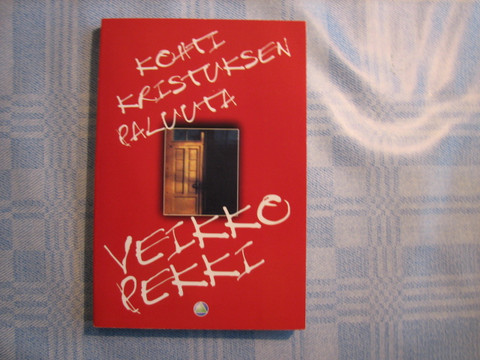 KOHTI
KRISTUKSEN
PALUUTA
VEIKKO
PEKKI